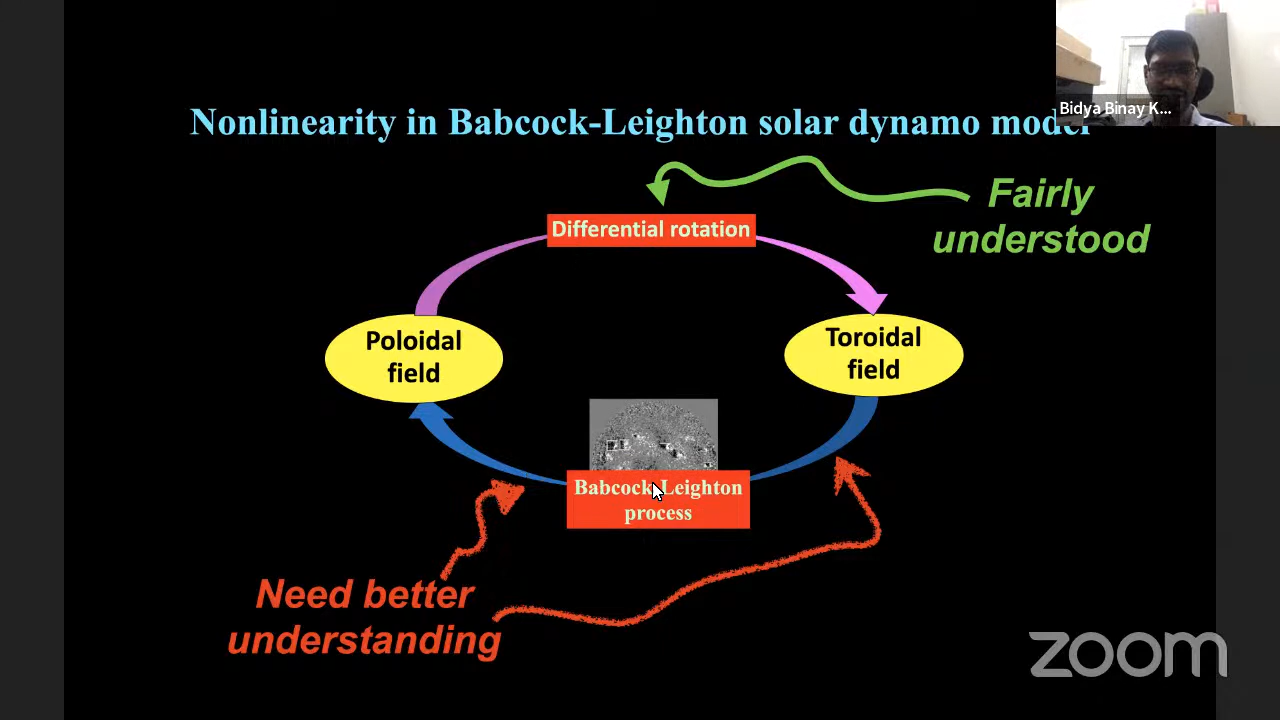 Bidya Binay K...
Nonlinearity in Babcock-Leighton solar dynamo model
Fairly
understood
Differential rotation
Poloidal
field
Toroidal
field
Babcock-Leighton
process
Need better
understanding
zoom